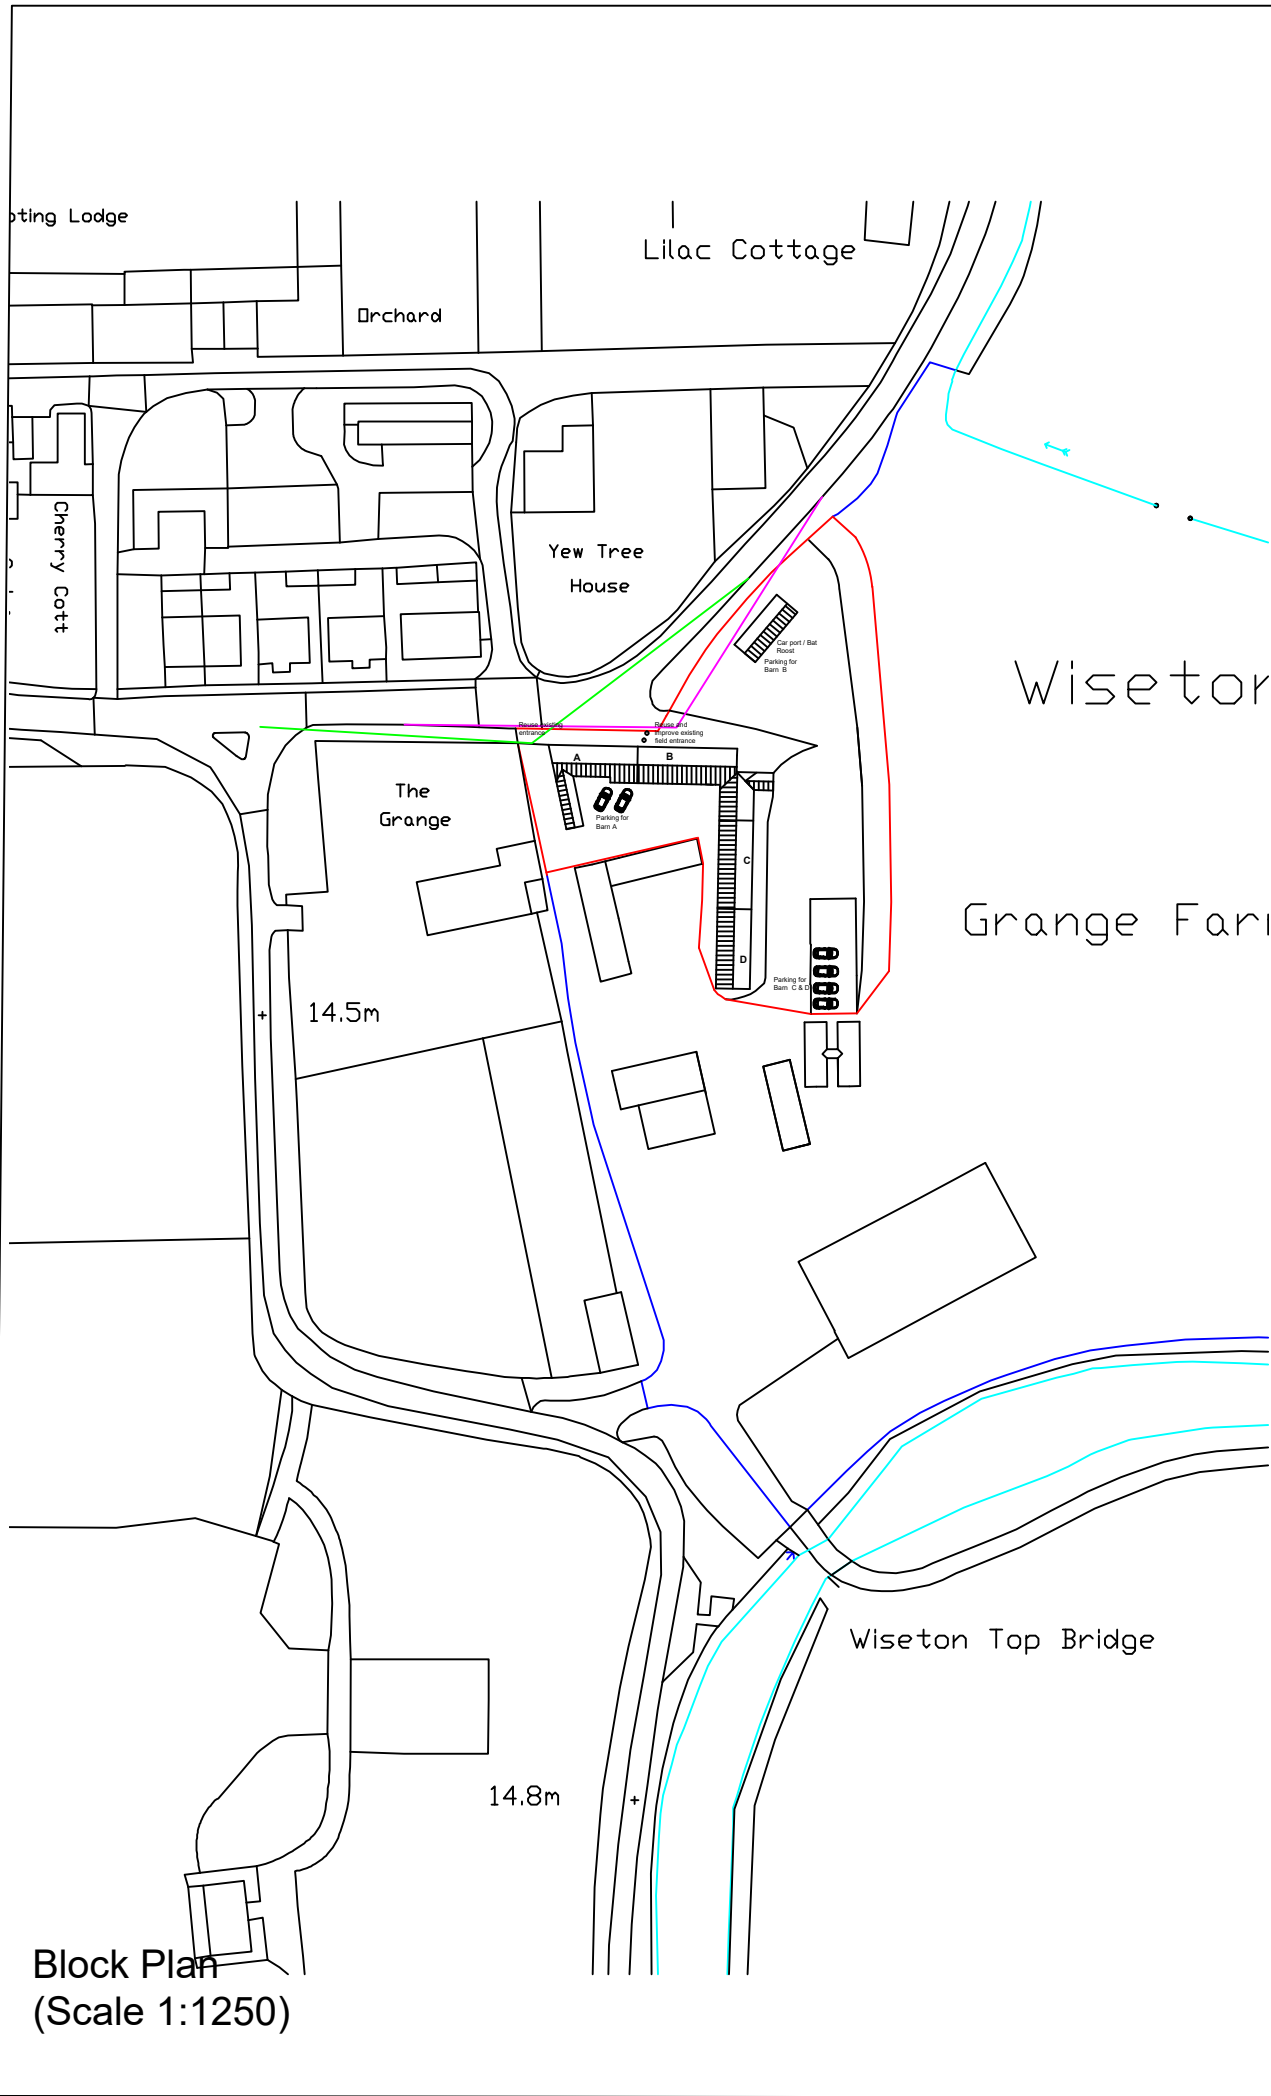 oting Lodge
Lilac Cottage
Orchard
Cherry Cott
Yew Tree
House
Car port / Bat
Roost
Parking for
Barn B
Wiseton
Reuse existing
entrance
Reuse and
improve existing
field entrance
A
B
The
Grange
Parking for
Barn A
C
Grange Far
D
Parking for
Barn C & D
14.5m
Wiseton Top Bridge
14.8m
Block Plan
(Scale 1:1250)